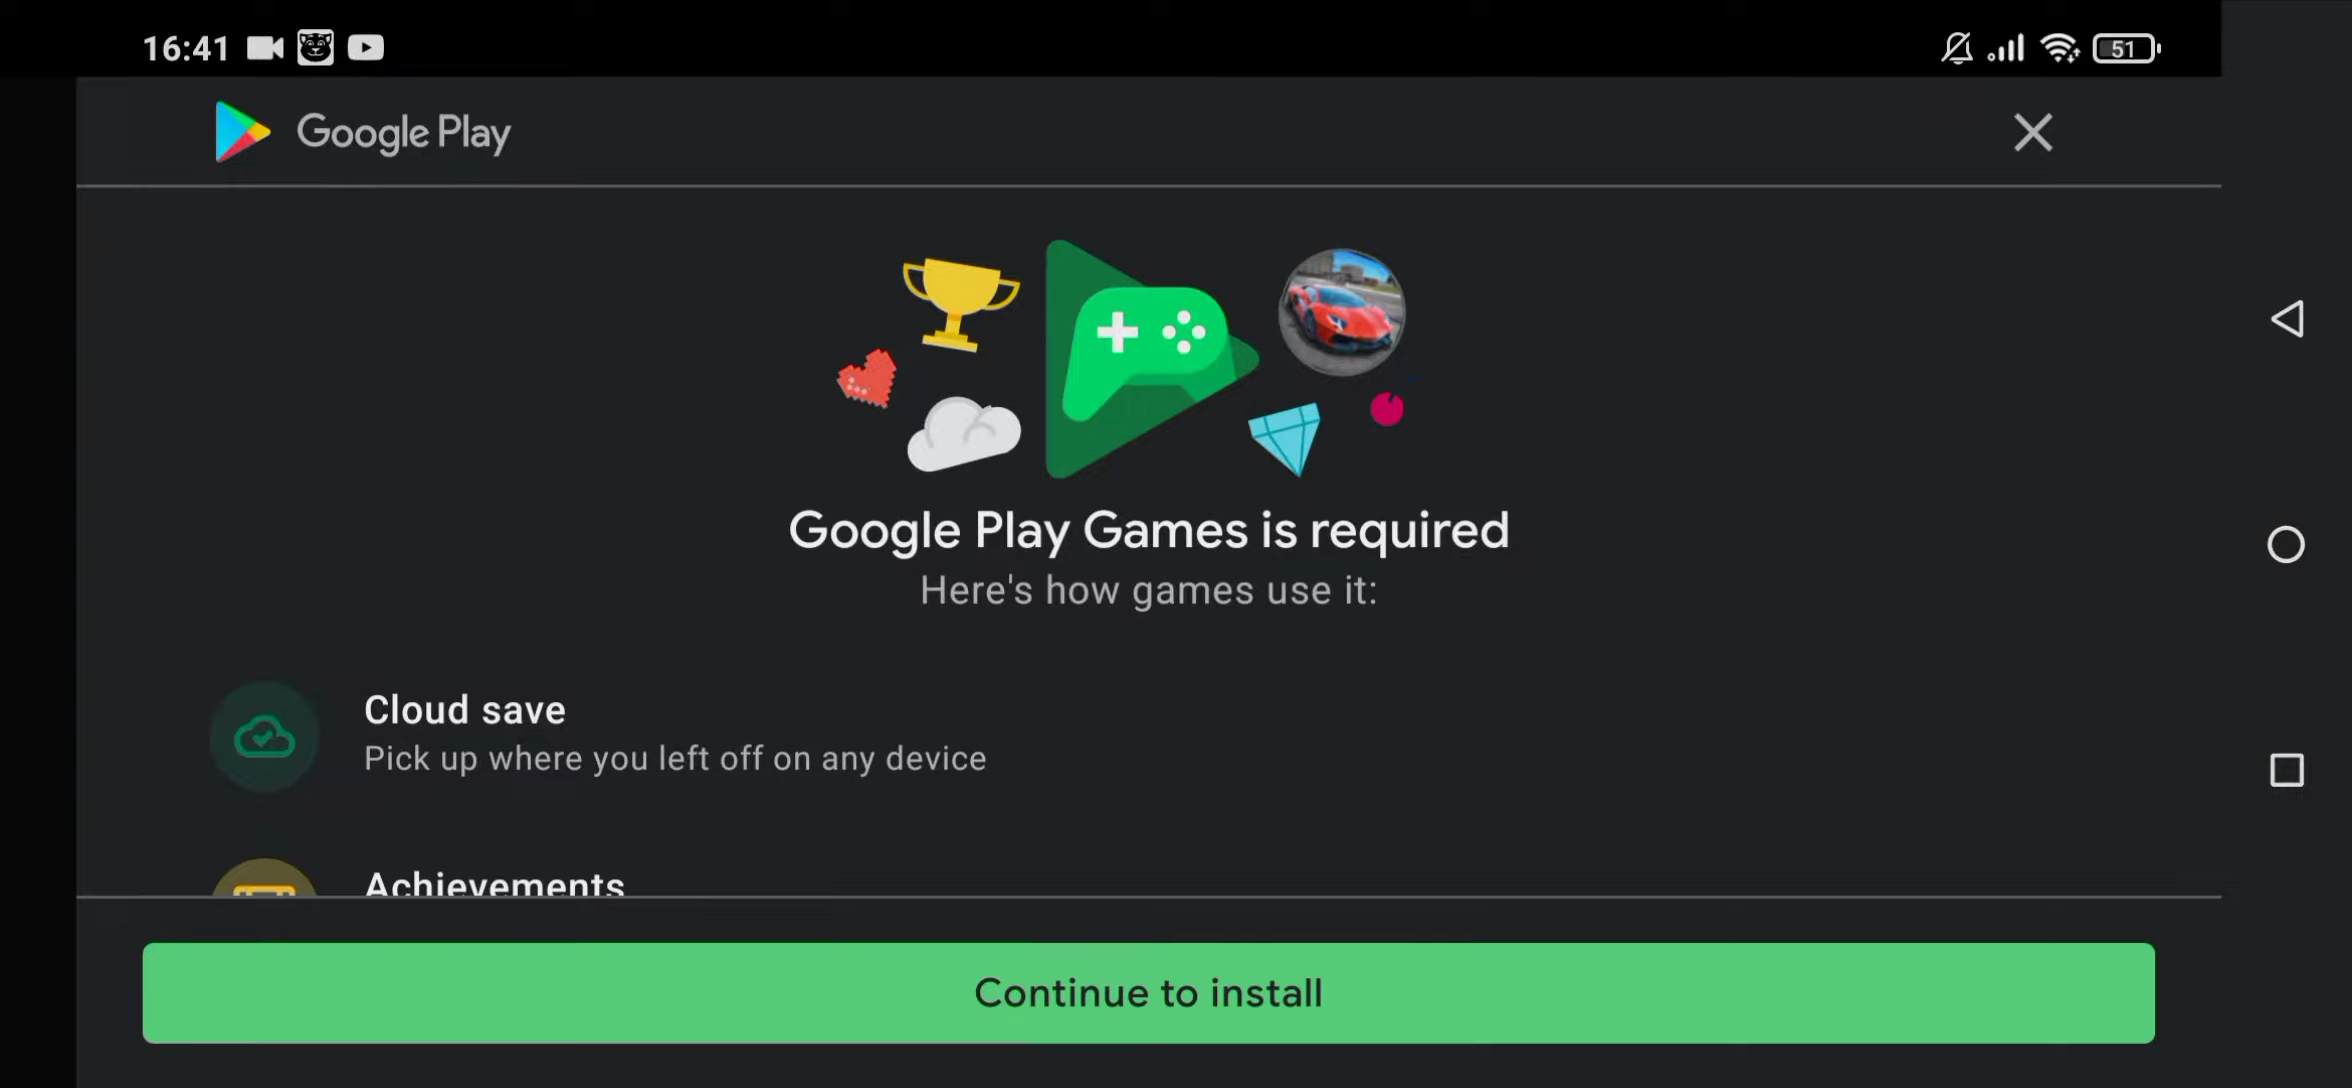 16:41
51
Google Play
Google Play Games is required
Here's how games use it:
Cloud save
Pick up where you left off on any device
Achievements
Continue to install